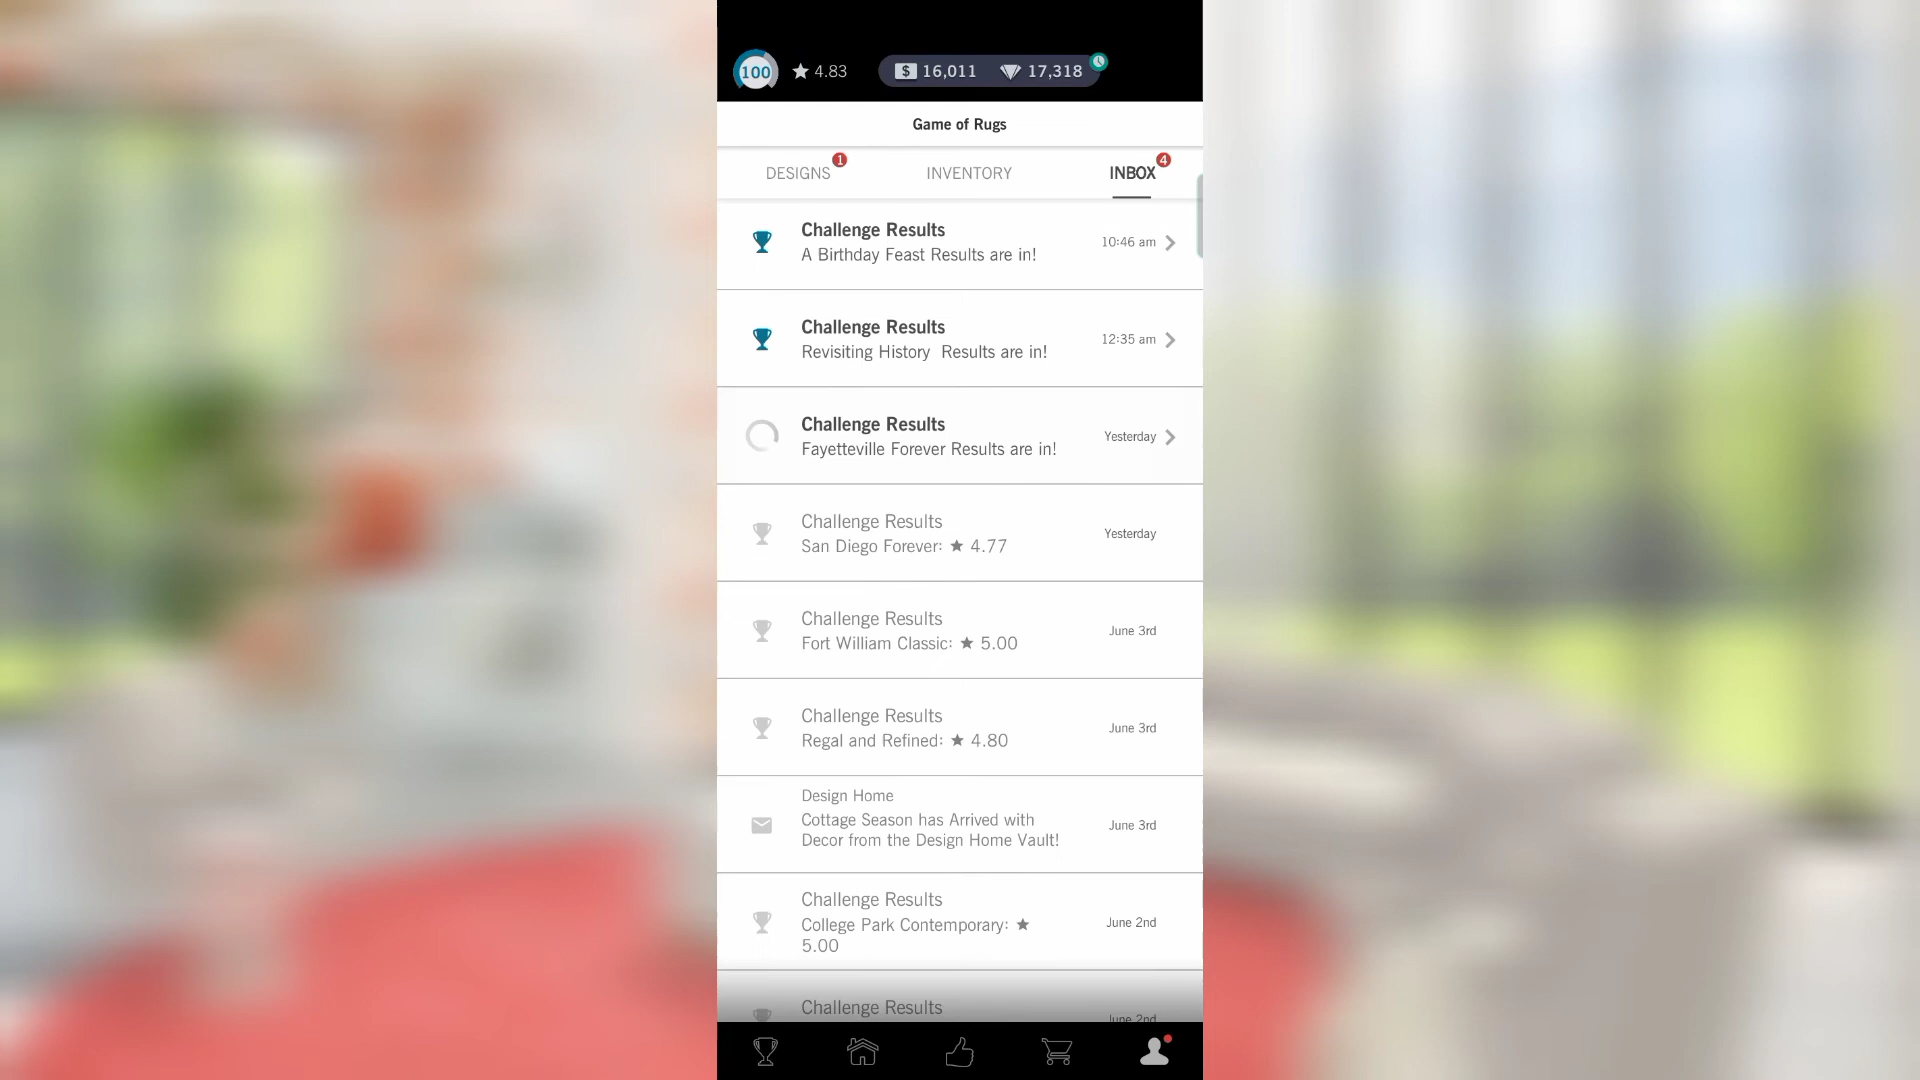 100 ★ 4.83 $ 16,011 17,318
Game of Rugs
DESIGNS 1 INVENTORY INBOX 4
Challenge Results
A Birthday Feast Results are in!
10:46 am
Challenge Results
Revisiting History Results are in!
12:35 am
Challenge Results
Fayetteville Forever Results are in!
Yesterday
Challenge Results
San Diego Forever: ★ 4.77
Yesterday
Challenge Results
Fort William Classic: ★ 5.00
June 3rd
Challenge Results
Regal and Refined: ★ 4.80
June 3rd
Design Home
Cottage Season has Arrived with
Decor from the Design Home Vault!
June 3rd
Challenge Results
College Park Contemporary: ★
5.00
June 2nd
Challenge Results
June 2nd